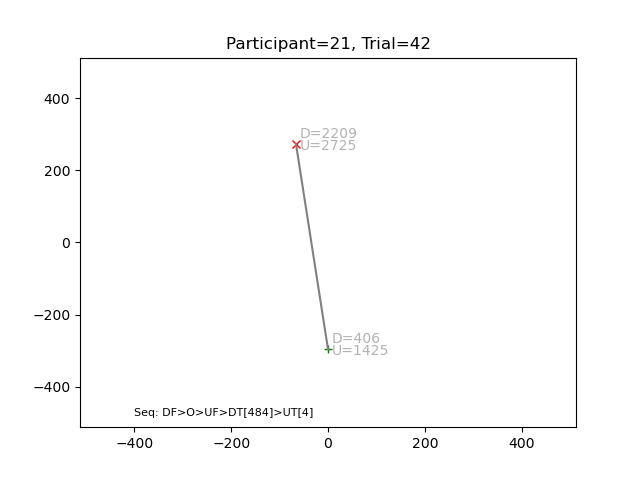 Participant=21, Trial=42
400
200
0
−200
−400
D=2209
U=2725
D=406
U=1425
Seq: DF>O>UF>DT[484]>UT[4]
−400 −200 0 200 400